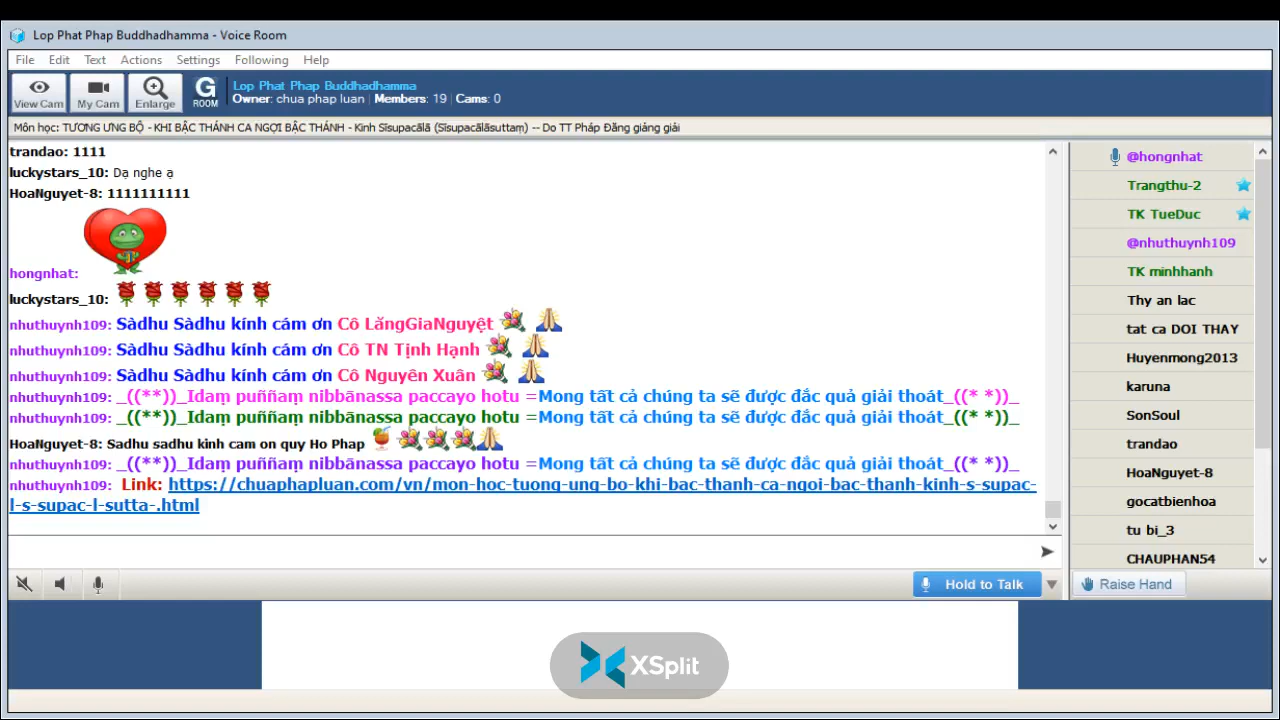 Lop Phat Phap Buddhadhamma - Voice Room
File Edit Text Actions Settings Following Help
View Cam My Cam Enlarge G ROOM
Lop Phat Phap Buddhadhamma
Owner: chua phap luan | Members: 19 | Cams: 0
Môn học: TƯƠNG ƯNG BỘ - KHI BẬC THÁNH CA NGỢI BẬC THÁNH - Kinh Sīsupacālā (Sīsupacālāsuttaṃ) -- Do TT Pháp Đăng giảng giải
trandao: 1111
luckystars_10: Dạ nghe ạ
HoaNguyet-8: 1111111111
hongnhat:
luckystars_10:
nhuthuynh109: Sàdhu Sàdhu kính cám ơn Cô LăngGiaNguyệt
nhuthuynh109: Sàdhu Sàdhu kính cám ơn Cô TN Tịnh Hạnh
nhuthuynh109: Sàdhu Sàdhu kính cám ơn Cô Nguyên Xuân
nhuthuynh109: _((**))_Idaṃ puññaṃ nibbānassa paccayo hotu =Mong tất cả chúng ta sẽ được đắc quả giải thoát_((* *))_
nhuthuynh109: _((**))_Idaṃ puññaṃ nibbānassa paccayo hotu =Mong tất cả chúng ta sẽ được đắc quả giải thoát_((* *))_
HoaNguyet-8: Sadhu sadhu kinh cam on quy Ho Phap
nhuthuynh109: _((**))_Idaṃ puññaṃ nibbānassa paccayo hotu =Mong tất cả chúng ta sẽ được đắc quả giải thoát_((* *))_
nhuthuynh109: Link: https://chuaphapluan.com/vn/mon-hoc-tuong-ung-bo-khi-bac-thanh-ca-ngoi-bac-thanh-kinh-s-supac-
l-s-supac-l-sutta-.html
@hongnhat
Trangthu-2
TK TueDuc
@nhuthuynh109
TK minhhanh
Thy an lac
tat ca DOI THAY
Huyenmong2013
karuna
SonSoul
trandao
HoaNguyet-8
gocatbienhoa
tu bi_3
CHAUPHAN54
Hold to Talk
Raise Hand
XSplit